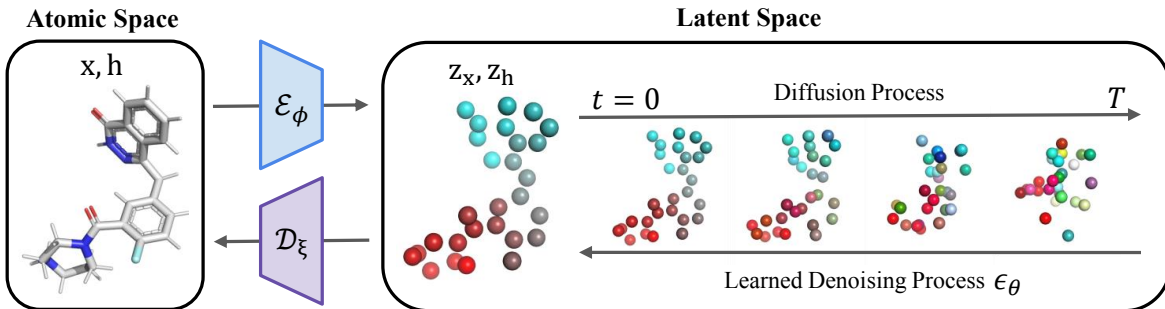 Atomic Space
Latent Space
x, h
ℰ_ϕ
𝒟_ξ
z_x, z_h
t = 0
Diffusion Process
T
Learned Denoising Process ϵ_θ